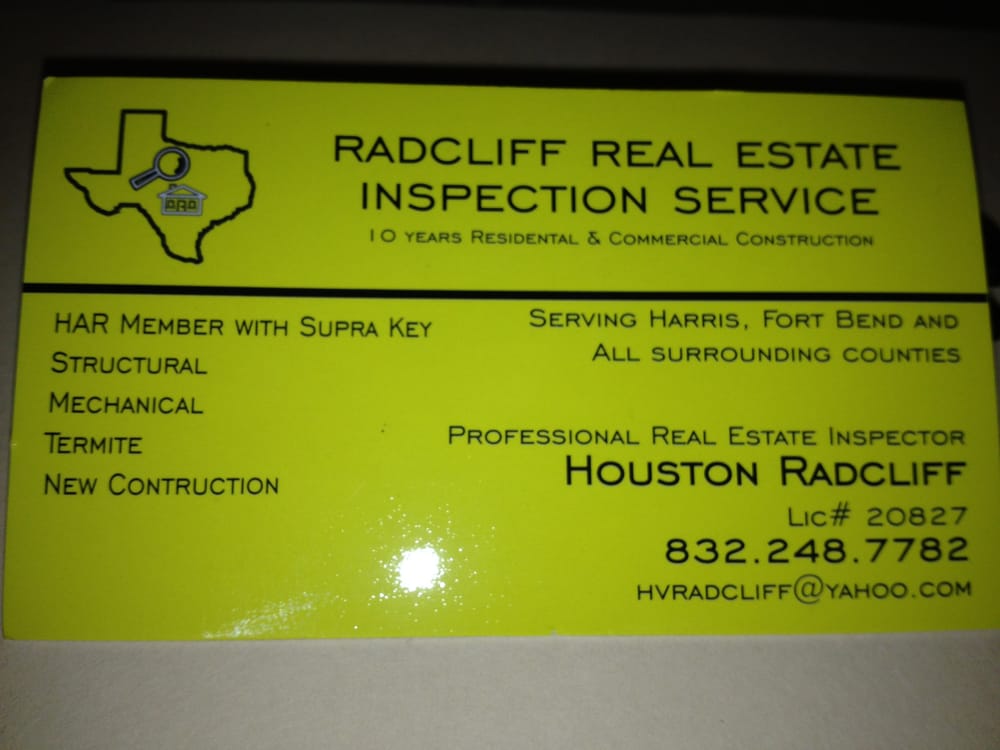 RADCLIFF REAL ESTATE
INSPECTION SERVICE
10 YEARS RESIDENTAL & COMMERCIAL CONSTRUCTION
HAR MEMBER WITH SUPRA KEY
STRUCTURAL
MECHANICAL
TERMITE
NEW CONTRUCTION
SERVING HARRIS, FORT BEND AND
ALL SURROUNDING COUNTIES
PROFESSIONAL REAL ESTATE INSPECTOR
HOUSTON RADCLIFF
LIC# 20827
832.248.7782
HVRADCLIFF@YAHOO.COM